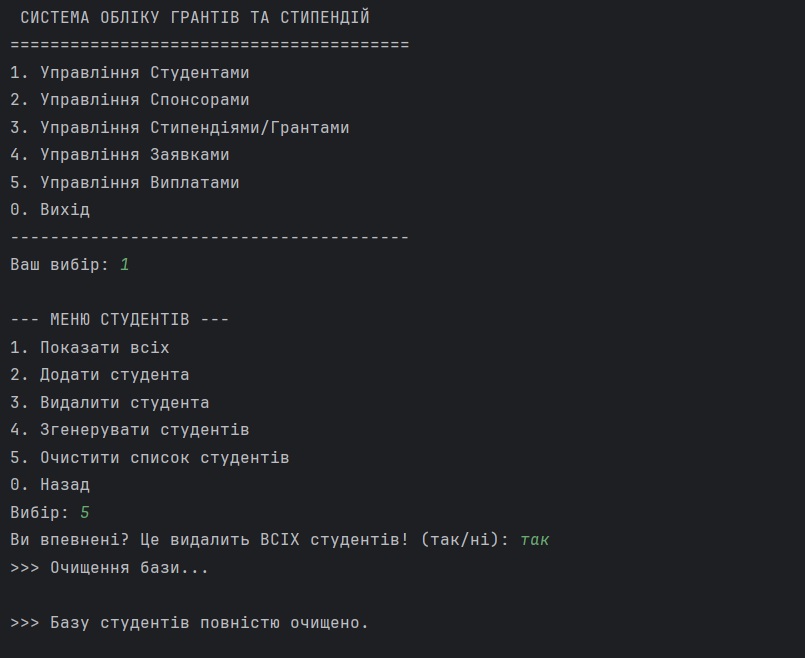 СИСТЕМА ОБЛІКУ ГРАНТІВ ТА СТИПЕНДІЙ
========================================
1. Управління Студентами
2. Управління Спонсорами
3. Управління Стипендіями/Грантами
4. Управління Заявками
5. Управління Виплатами
0. Вихід
----------------------------------------
Ваш вибір: 1
--- МЕНЮ СТУДЕНТІВ ---
1. Показати всіх
2. Додати студента
3. Видалити студента
4. Згенерувати студентів
5. Очистити список студентів
0. Назад
Вибір: 5
Ви впевнені? Це видалить ВСІХ студентів! (так/ні): так
>>> Очищення бази...
>>> Базу студентів повністю очищено.